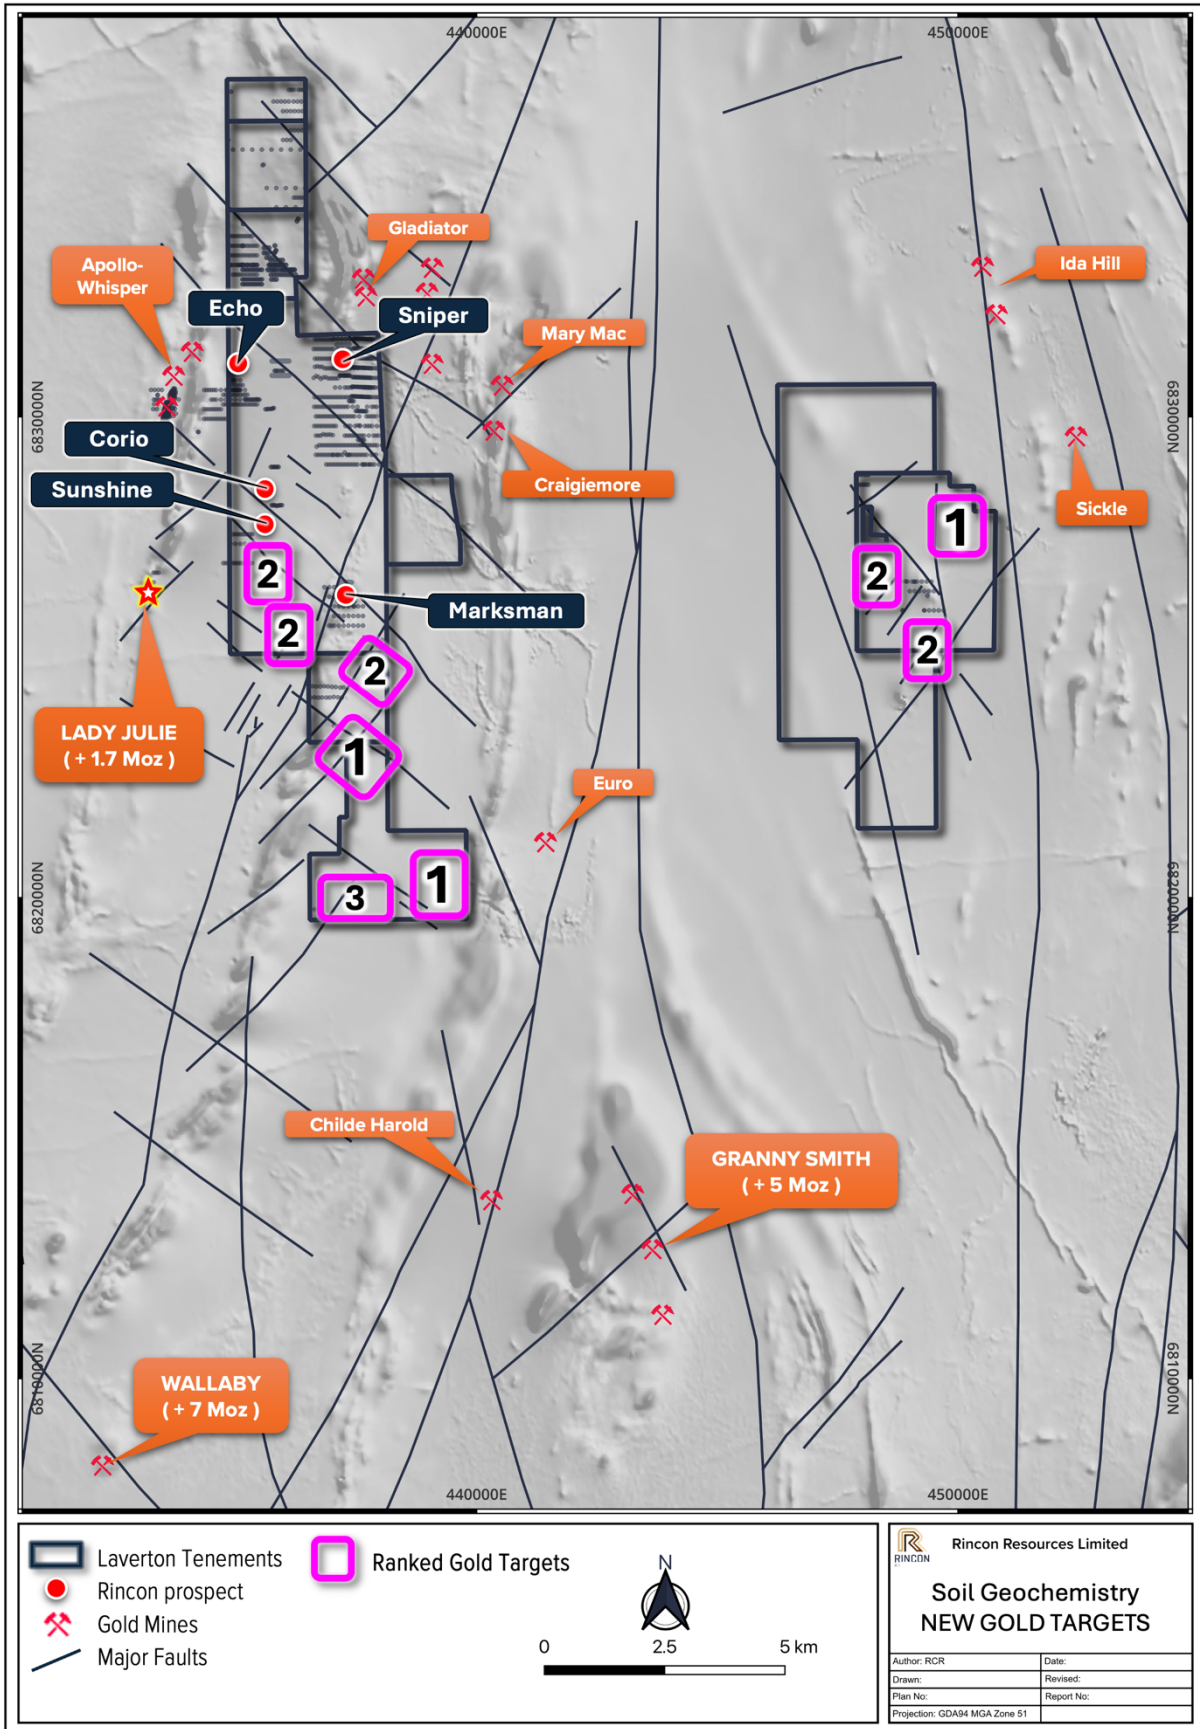 440000E
450000E
Gladiator
Apollo-
Whisper
Ida Hill
Echo
Sniper
Mary Mac
6830000N
6830000N
Corio
Craigiemore
Sunshine
Sickle
1
2
2
2
Marksman
2
2
LADY JULIE
( + 1.7 Moz )
1
Euro
1
3
6820000N
6820000N
Childe Harold
GRANNY SMITH
( + 5 Moz )
6810000N
6810000N
WALLABY
( + 7 Moz )
440000E
450000E
Laverton Tenements
Rincon prospect
Gold Mines
Major Faults
Ranked Gold Targets
N
0 2.5 5 km
RINCON
Rincon Resources Limited
Soil Geochemistry
NEW GOLD TARGETS
Author: RCR
Date:
Drawn:
Revised:
Plan No:
Report No:
Projection: GDA94 MGA Zone 51